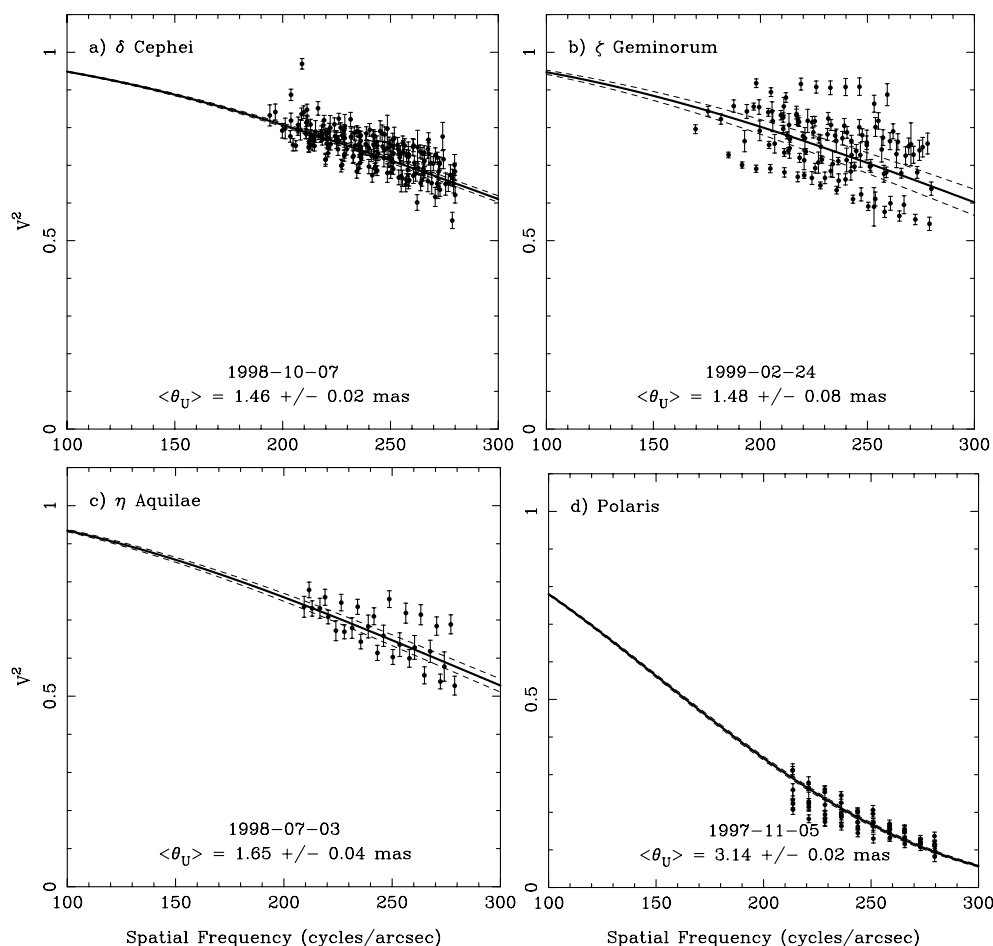 a) δ Cephei
1
0.5
0
V²
1998-10-07
<θ_U> = 1.46 +/- 0.02 mas
100 150 200 250 300
b) ζ Geminorum
1
0.5
0
1999-02-24
<θ_U> = 1.48 +/- 0.08 mas
100 150 200 250 300
c) η Aquilae
1
0.5
0
V²
1998-07-03
<θ_U> = 1.65 +/- 0.04 mas
100 150 200 250 300
Spatial Frequency (cycles/arcsec)
d) Polaris
1
0.5
0
1997-11-05
<θ_U> = 3.14 +/- 0.02 mas
100 150 200 250 300
Spatial Frequency (cycles/arcsec)